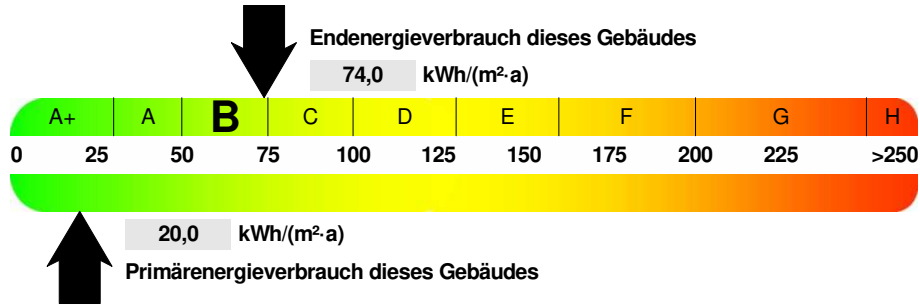 Endenergieverbrauch dieses Gebäudes
74,0 kWh/(m²·a)
A+ A B C D E F G H
0 25 50 75 100 125 150 175 200 225 >250
20,0 kWh/(m²·a)
Primärenergieverbrauch dieses Gebäudes